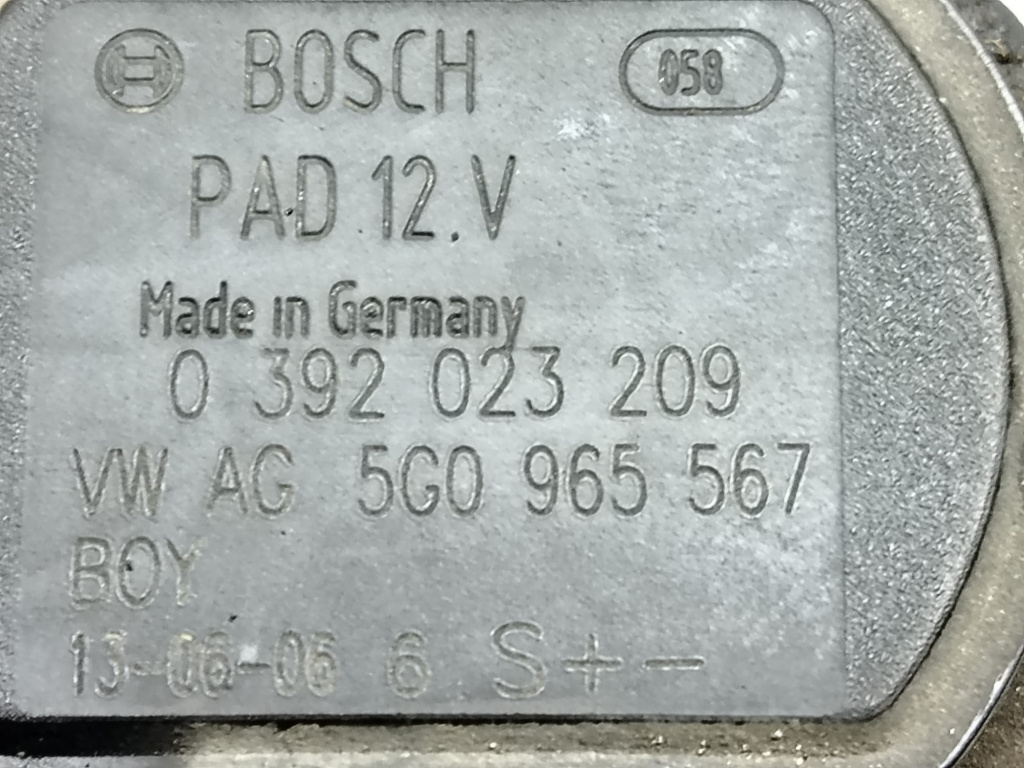 BOSCH 058
PAD 12.V
Made in Germany
0 392 023 209
VW AG 5G0 965 567
BOY
13-06-06 6 S + -